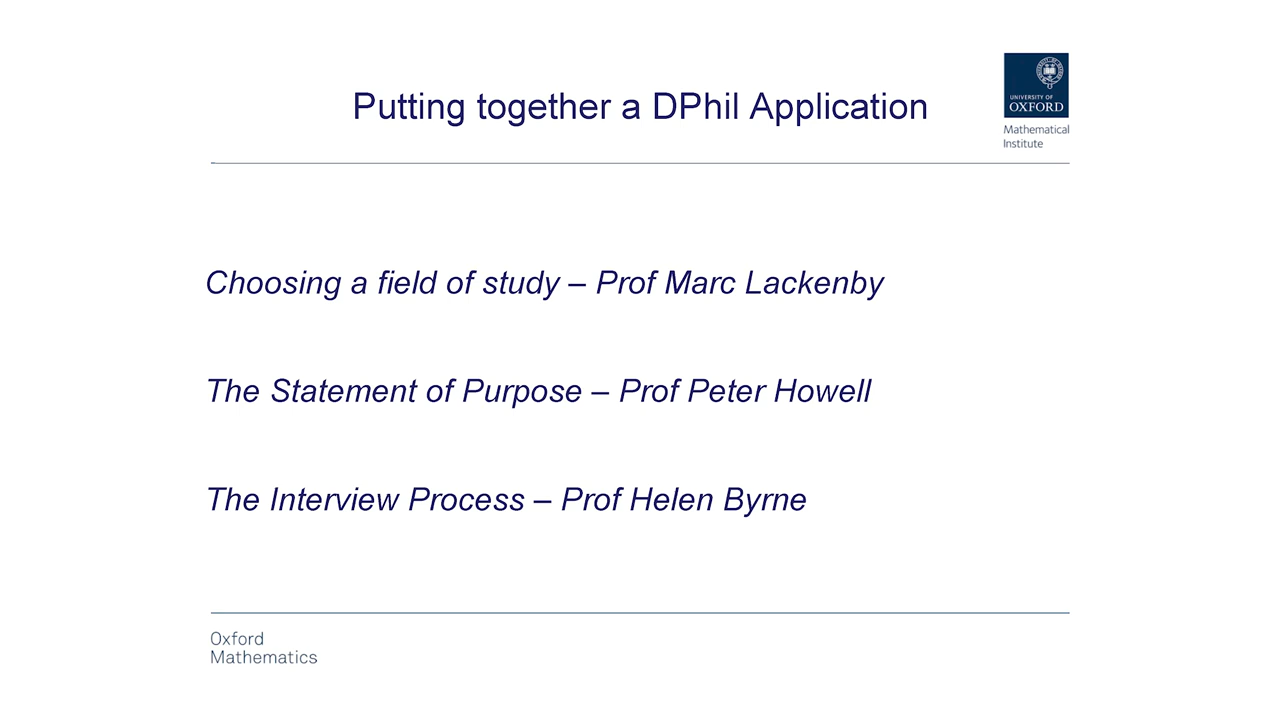 Putting together a DPhil Application
UNIVERSITY OF
OXFORD
Mathematical
Institute
Choosing a field of study – Prof Marc Lackenby
The Statement of Purpose – Prof Peter Howell
The Interview Process – Prof Helen Byrne
Oxford
Mathematics